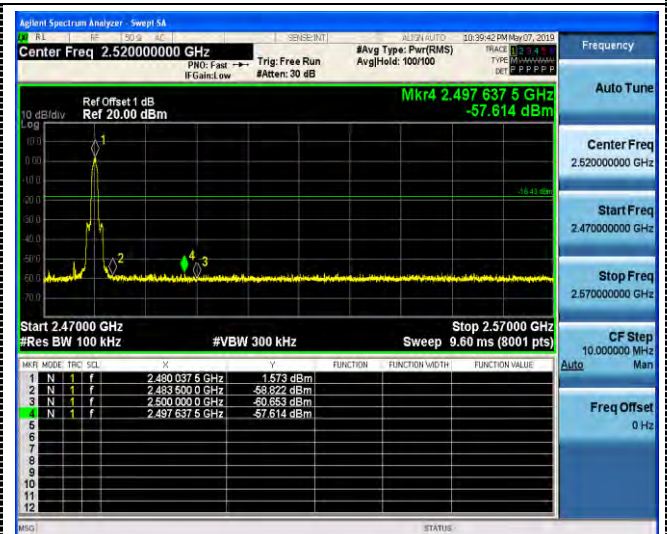 Agilent Spectrum Analyzer - Swept SA
RL RF 50 Ω AC SENSE:INT ALIGNAUTO 10:39:42 PM May 07, 2019
Center Freq 2.520000000 GHz #Avg Type: Pwr(RMS) TRACE 1 2 3 4 5 6
PNO: Fast Trig: Free Run Avg|Hold: 100/100 TYPE
IFGain:Low #Atten: 30 dB DET P P P P P P
Frequency
Auto Tune
Center Freq
2.520000000 GHz
Start Freq
2.470000000 GHz
Stop Freq
2.570000000 GHz
CF Step
10.000000 MHz
Auto Man
Freq Offset
0 Hz
Mkr4 2.497 637 5 GHz
-57.614 dBm
Ref Offset 1 dB
10 dB/div Ref 20.00 dBm
Log
10.0
0.00
-10.0
-20.0
-30.0
-40.0
-50.0
-60.0
-70.0
1
2
4
3
Start 2.47000 GHz Stop 2.57000 GHz
#Res BW 100 kHz #VBW 300 kHz Sweep 9.60 ms (8001 pts)
MKR MODE TRC SCL X Y FUNCTION FUNCTION WIDTH FUNCTION VALUE
1 N 1 f 2.480 037 5 GHz 1.573 dBm
2 N 1 f 2.483 500 0 GHz -58.822 dBm
3 N 1 f 2.500 000 0 GHz -60.653 dBm
4 N 1 f 2.497 637 5 GHz -57.614 dBm
5
6
7
8
9
10
11
12
MSG STATUS